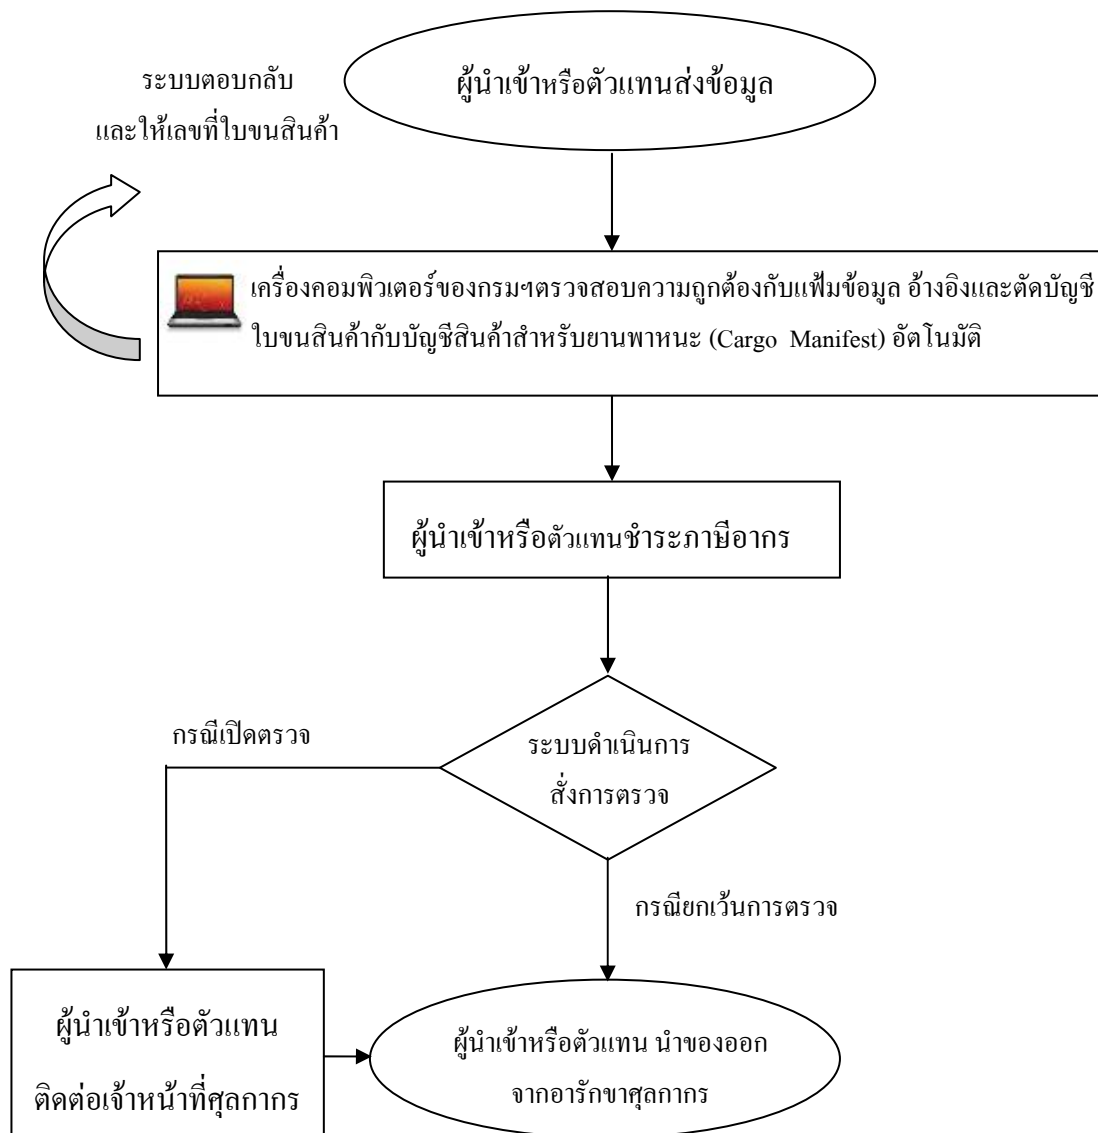 ระบบตอบกลับ
และให้เลขที่ใบขนสินค้า
ผู้นำเข้าหรือตัวแทนส่งข้อมูล
เครื่องคอมพิวเตอร์ของกรมฯตรวจสอบความถูกต้องกับแฟ้มข้อมูล อ้างอิงและตัดบัญชี
ใบขนสินค้ากับบัญชีสินค้าสำหรับยานพาหนะ (Cargo Manifest) อัตโนมัติ
ผู้นำเข้าหรือตัวแทนชำระภาษีอากร
กรณีเปิดตรวจ
ระบบดำเนินการ
สั่งการตรวจ
กรณียกเว้นการตรวจ
ผู้นำเข้าหรือตัวแทน
ติดต่อเจ้าหน้าที่ศุลกากร
ผู้นำเข้าหรือตัวแทน นำของออก
จากอารักขาศุลกากร